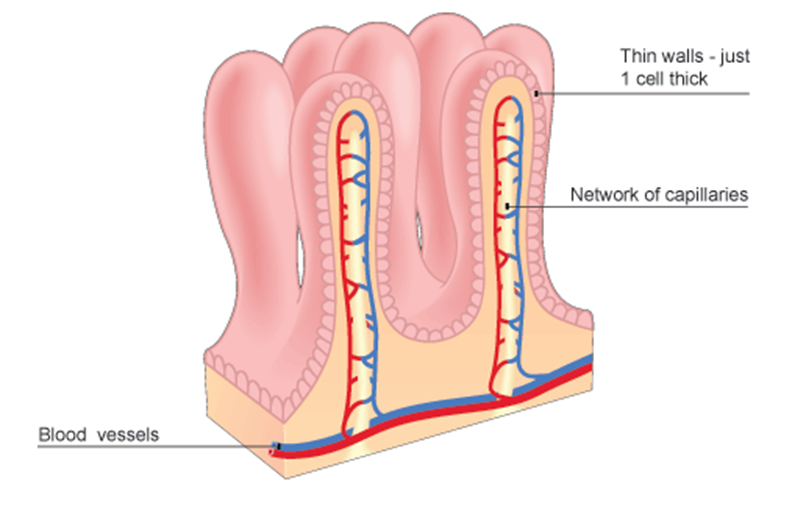 Thin walls - just
1 cell thick
Network of capillaries
Blood vessels